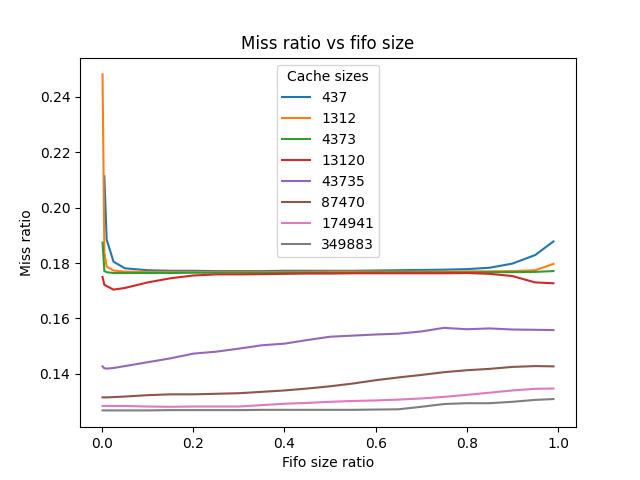 Miss ratio vs fifo size
Cache sizes
437
1312
4373
13120
43735
87470
174941
349883
Miss ratio
0.24
0.22
0.20
0.18
0.16
0.14
0.0 0.2 0.4 0.6 0.8 1.0
Fifo size ratio